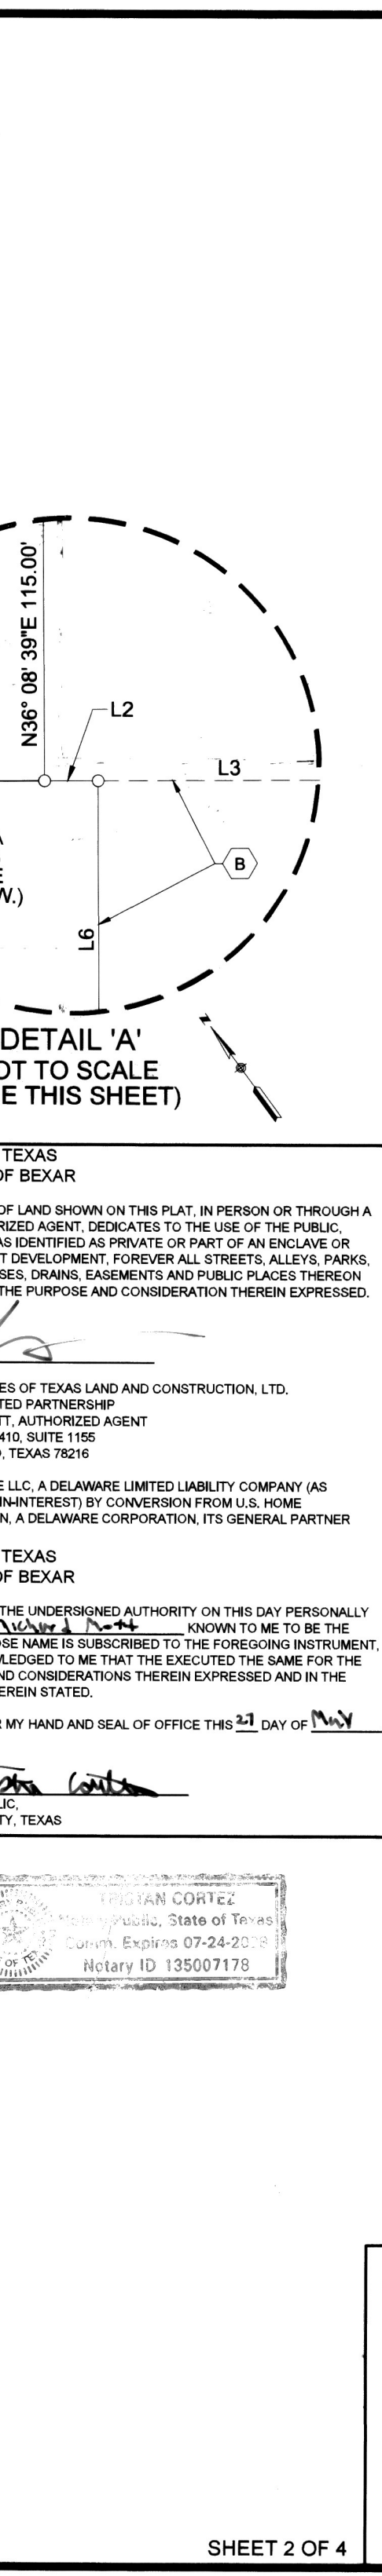 N36° 08' 39"E 115.00'
L2
L3
B
L6
W.)
N
DETAIL 'A'
OT TO SCALE
E THIS SHEET)
TEXAS
OF BEXAR
OF LAND SHOWN ON THIS PLAT, IN PERSON OR THROUGH A
RIZED AGENT, DEDICATES TO THE USE OF THE PUBLIC,
AS IDENTIFIED AS PRIVATE OR PART OF AN ENCLAVE OR
T DEVELOPMENT, FOREVER ALL STREETS, ALLEYS, PARKS,
SES, DRAINS, EASEMENTS AND PUBLIC PLACES THEREON
THE PURPOSE AND CONSIDERATION THEREIN EXPRESSED.
ES OF TEXAS LAND AND CONSTRUCTION, LTD.
TED PARTNERSHIP
TT, AUTHORIZED AGENT
410, SUITE 1155
, TEXAS 78216
E LLC, A DELAWARE LIMITED LIABILITY COMPANY (AS
IN-INTEREST) BY CONVERSION FROM U.S. HOME
N, A DELAWARE CORPORATION, ITS GENERAL PARTNER
TEXAS
OF BEXAR
THE UNDERSIGNED AUTHORITY ON THIS DAY PERSONALLY
Richard Mott KNOWN TO ME TO BE THE
OSE NAME IS SUBSCRIBED TO THE FOREGOING INSTRUMENT,
WLEDGED TO ME THAT THE EXECUTED THE SAME FOR THE
ND CONSIDERATIONS THEREIN EXPRESSED AND IN THE
EREIN STATED.
R MY HAND AND SEAL OF OFFICE THIS 27 DAY OF
LIC,
TY, TEXAS
TRISTAN CORTEZ
Notary Public, State of Texas
Comm. Expires 07-24-2028
Notary ID 135007178
SHEET 2 OF 4